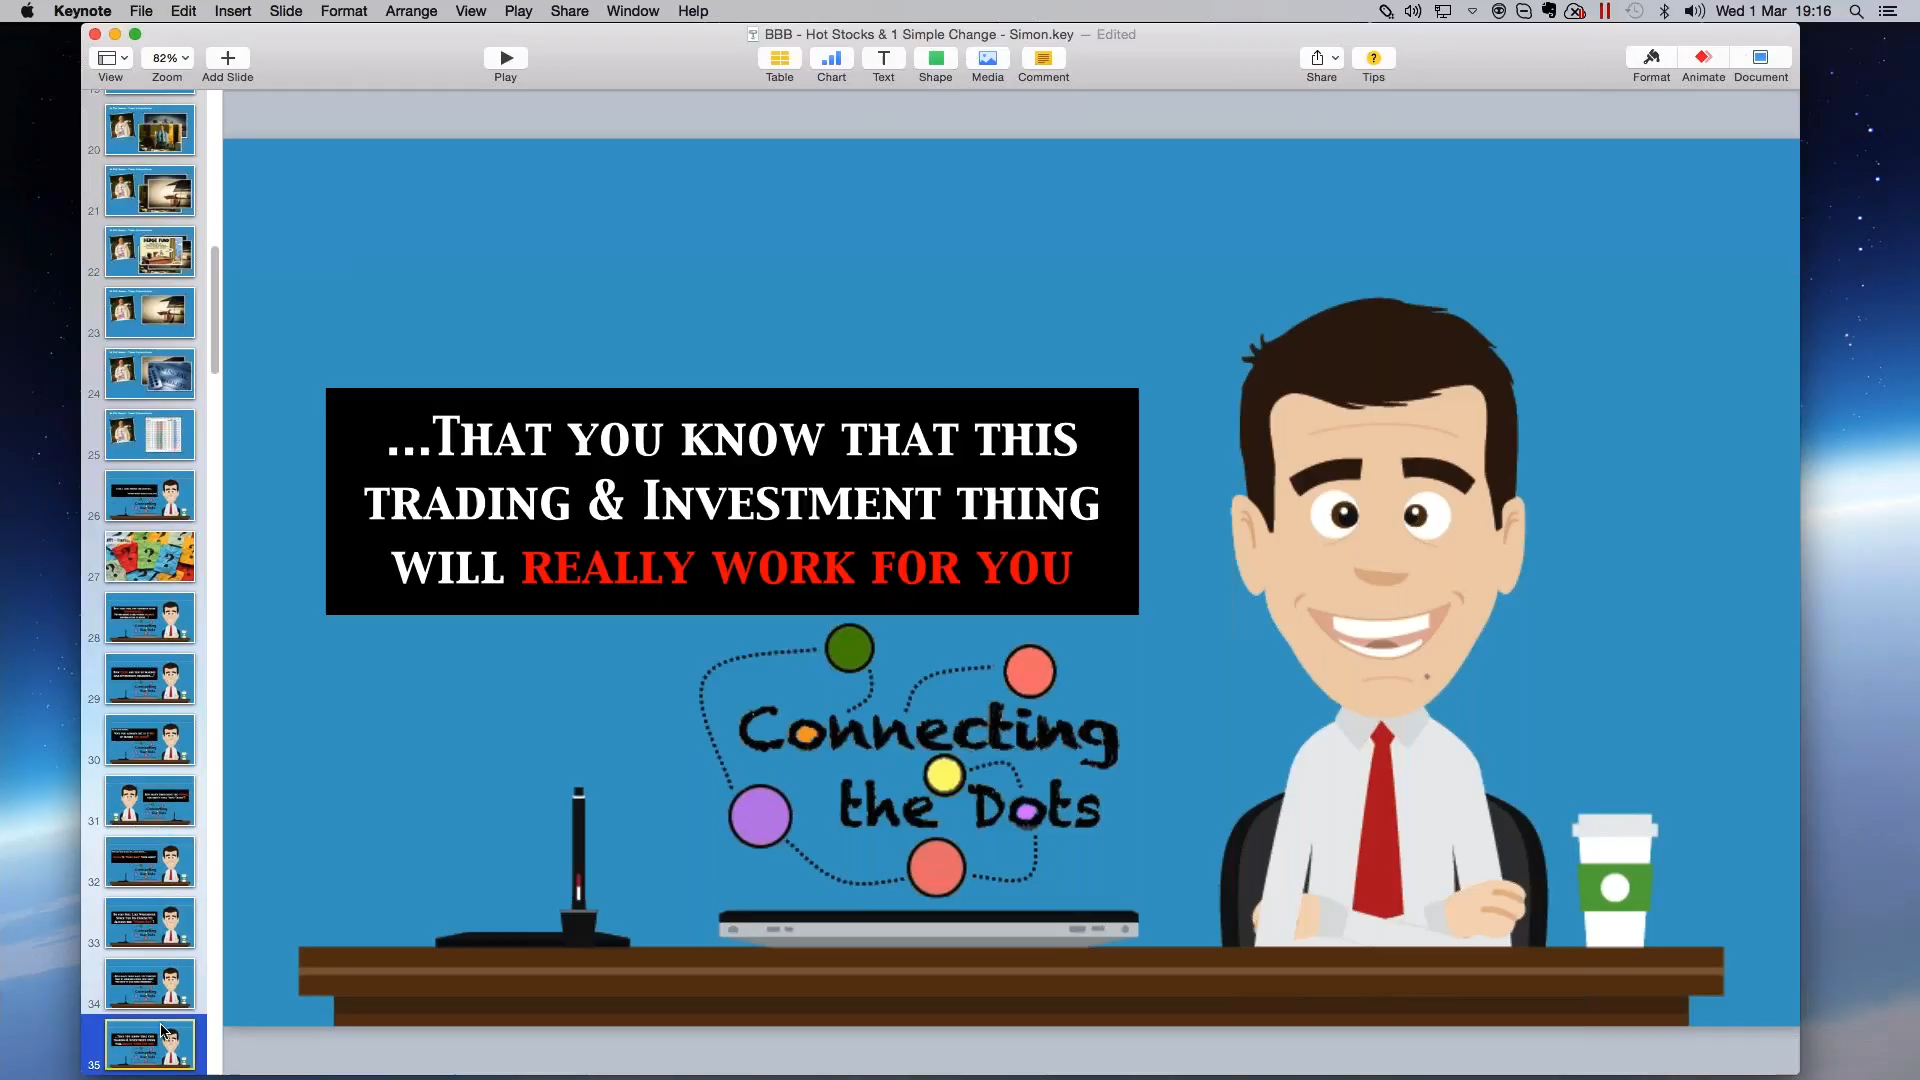 Keynote File Edit Insert Slide Format Arrange View Play Share Window Help Wed 1 Mar 19:16
BBB - Hot Stocks & 1 Simple Change - Simon.key — Edited
82%
View Zoom Add Slide Play Table Chart Text Shape Media Comment Share Tips Format Animate Document
20
21
22
23
24
25
26
27
28
29
30
31
32
33
34
35
...That you know that this
trading & Investment thing
will really work for you
Connecting
the Dots